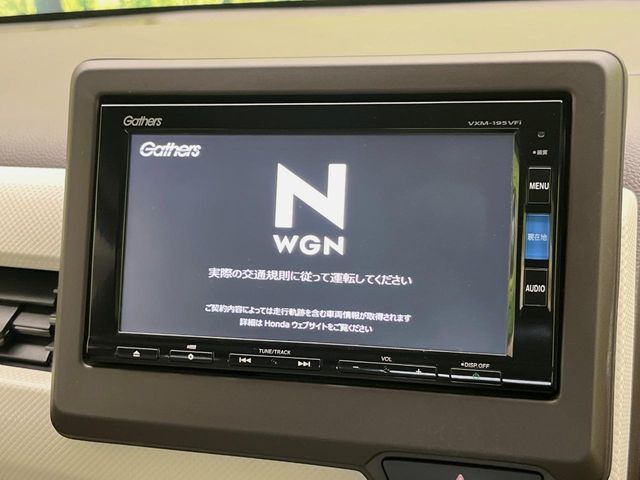 Gathers
VXM-195VFi
Gathers
N
WGN
実際の交通規則に従って運転してください
ご契約内容によっては走行軌跡を含む車両情報が取得されます
詳細は Honda ウェブサイトをご覧ください
画質
MENU
現在地
AUDIO
TUNE/TRACK
VOL
DISP.OFF